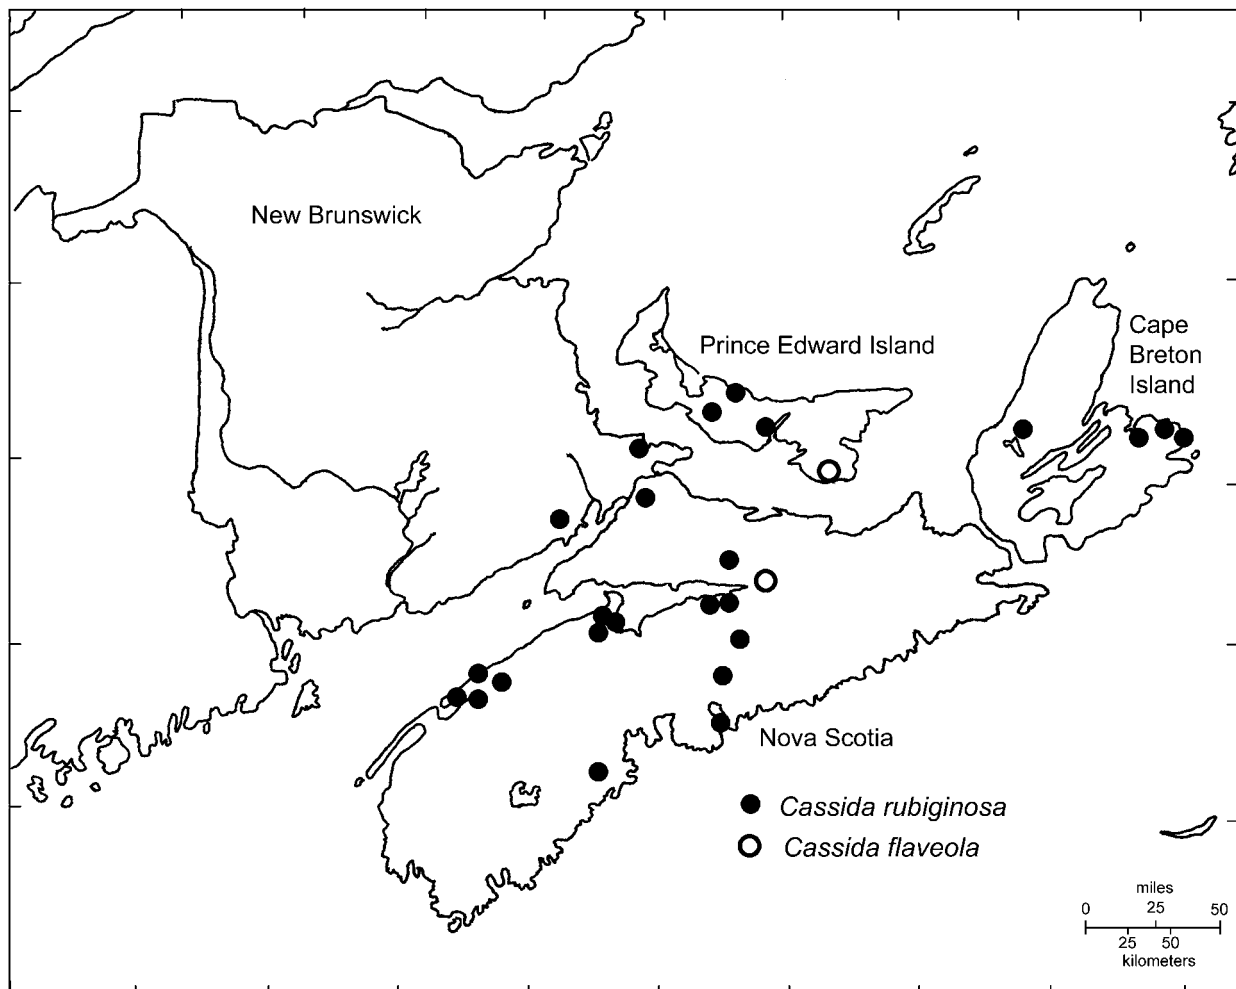 New Brunswick
Prince Edward Island
Cape
Breton
Island
Nova Scotia
Cassida rubiginosa
Cassida flaveola
miles
0 25 50
25 50
kilometers